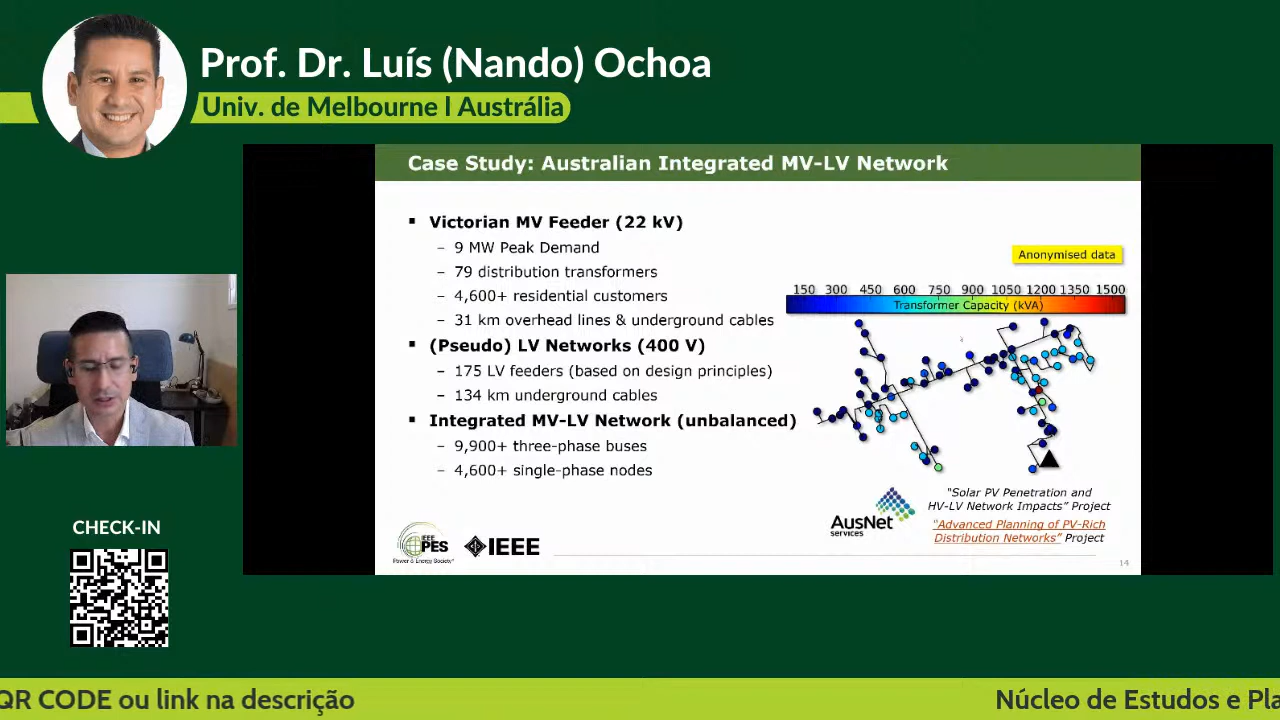 Prof. Dr. Luís (Nando) Ochoa
Univ. de Melbourne l Austrália
Case Study: Australian Integrated MV-LV Network
▪ Victorian MV Feeder (22 kV)
– 9 MW Peak Demand
– 79 distribution transformers
– 4,600+ residential customers
– 31 km overhead lines & underground cables
▪ (Pseudo) LV Networks (400 V)
– 175 LV feeders (based on design principles)
– 134 km underground cables
▪ Integrated MV-LV Network (unbalanced)
– 9,900+ three-phase buses
– 4,600+ single-phase nodes
Anonymised data
150 300 450 600 750 900 1050 1200 1350 1500
Transformer Capacity (kVA)
AusNet
services
"Solar PV Penetration and
HV-LV Network Impacts" Project
"Advanced Planning of PV-Rich
Distribution Networks" Project
IEEE
PES
Power & Energy Society®
IEEE
14
CHECK-IN
QR CODE ou link na descrição
Núcleo de Estudos e Pla